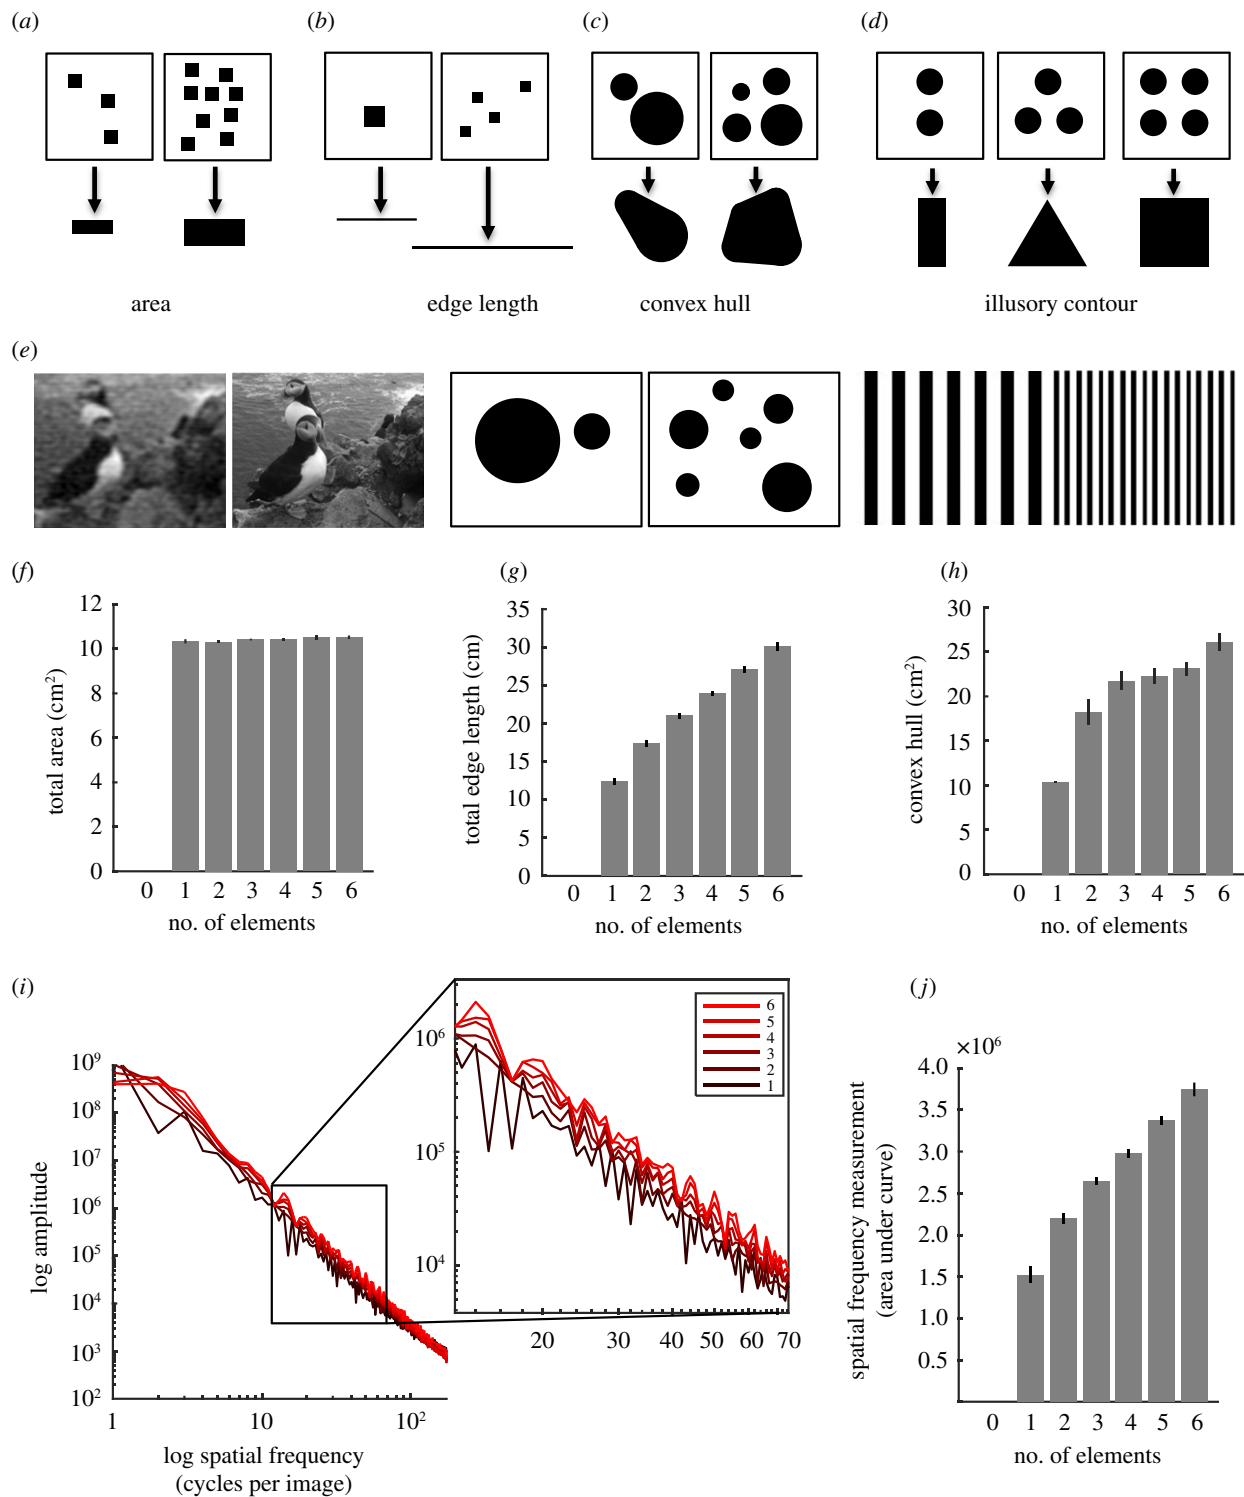 (a)
(b)
(c)
(d)
area
edge length
convex hull
illusory contour
(e)
(f)
total area (cm²)
12
10
8
6
4
2
0
0 1 2 3 4 5 6
no. of elements
(g)
total edge length (cm)
35
30
25
20
15
10
5
0
0 1 2 3 4 5 6
no. of elements
(h)
convex hull (cm²)
30
25
20
15
10
5
0
0 1 2 3 4 5 6
no. of elements
(i)
log amplitude
10⁹
10⁸
10⁷
10⁶
10⁵
10⁴
10³
10²
1 10 10²
log spatial frequency
(cycles per image)
10⁶
10⁵
10⁴
20 30 40 50 60 70
6
5
4
3
2
1
(j)
spatial frequency measurement
(area under curve)
×10⁶
4.0
3.5
3.0
2.5
2.0
1.5
1.0
0.5
0 1 2 3 4 5 6
no. of elements